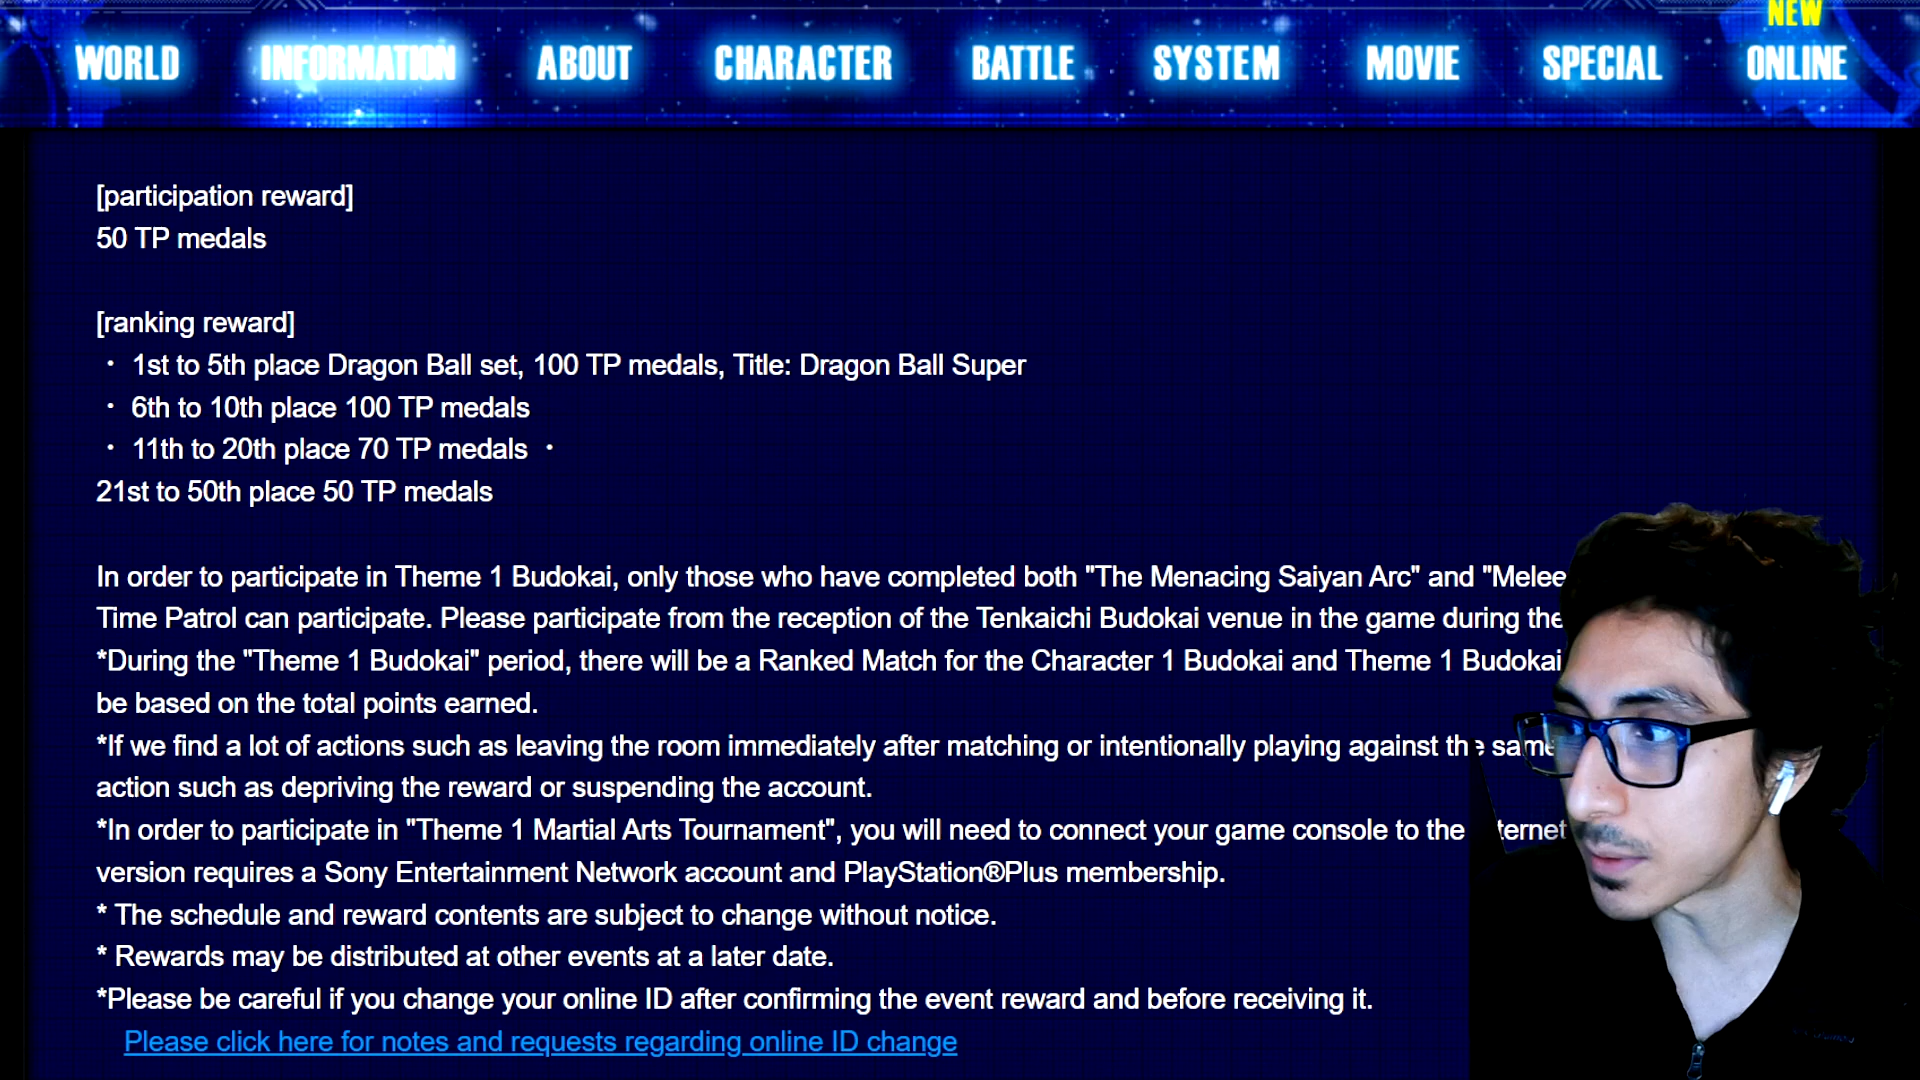 NEW
WORLD INFORMATION ABOUT CHARACTER BATTLE SYSTEM MOVIE SPECIAL ONLINE
[participation reward]
50 TP medals
[ranking reward]
・ 1st to 5th place Dragon Ball set, 100 TP medals, Title: Dragon Ball Super
・ 6th to 10th place 100 TP medals
・ 11th to 20th place 70 TP medals ・
21st to 50th place 50 TP medals
In order to participate in Theme 1 Budokai, only those who have completed both "The Menacing Saiyan Arc" and "Melee
Time Patrol can participate. Please participate from the reception of the Tenkaichi Budokai venue in the game during the
*During the "Theme 1 Budokai" period, there will be a Ranked Match for the Character 1 Budokai and Theme 1 Budokai
be based on the total points earned.
*If we find a lot of actions such as leaving the room immediately after matching or intentionally playing against the same
action such as depriving the reward or suspending the account.
*In order to participate in "Theme 1 Martial Arts Tournament", you will need to connect your game console to the ternet
version requires a Sony Entertainment Network account and PlayStation®Plus membership.
* The schedule and reward contents are subject to change without notice.
* Rewards may be distributed at other events at a later date.
*Please be careful if you change your online ID after confirming the event reward and before receiving it.
Please click here for notes and requests regarding online ID change